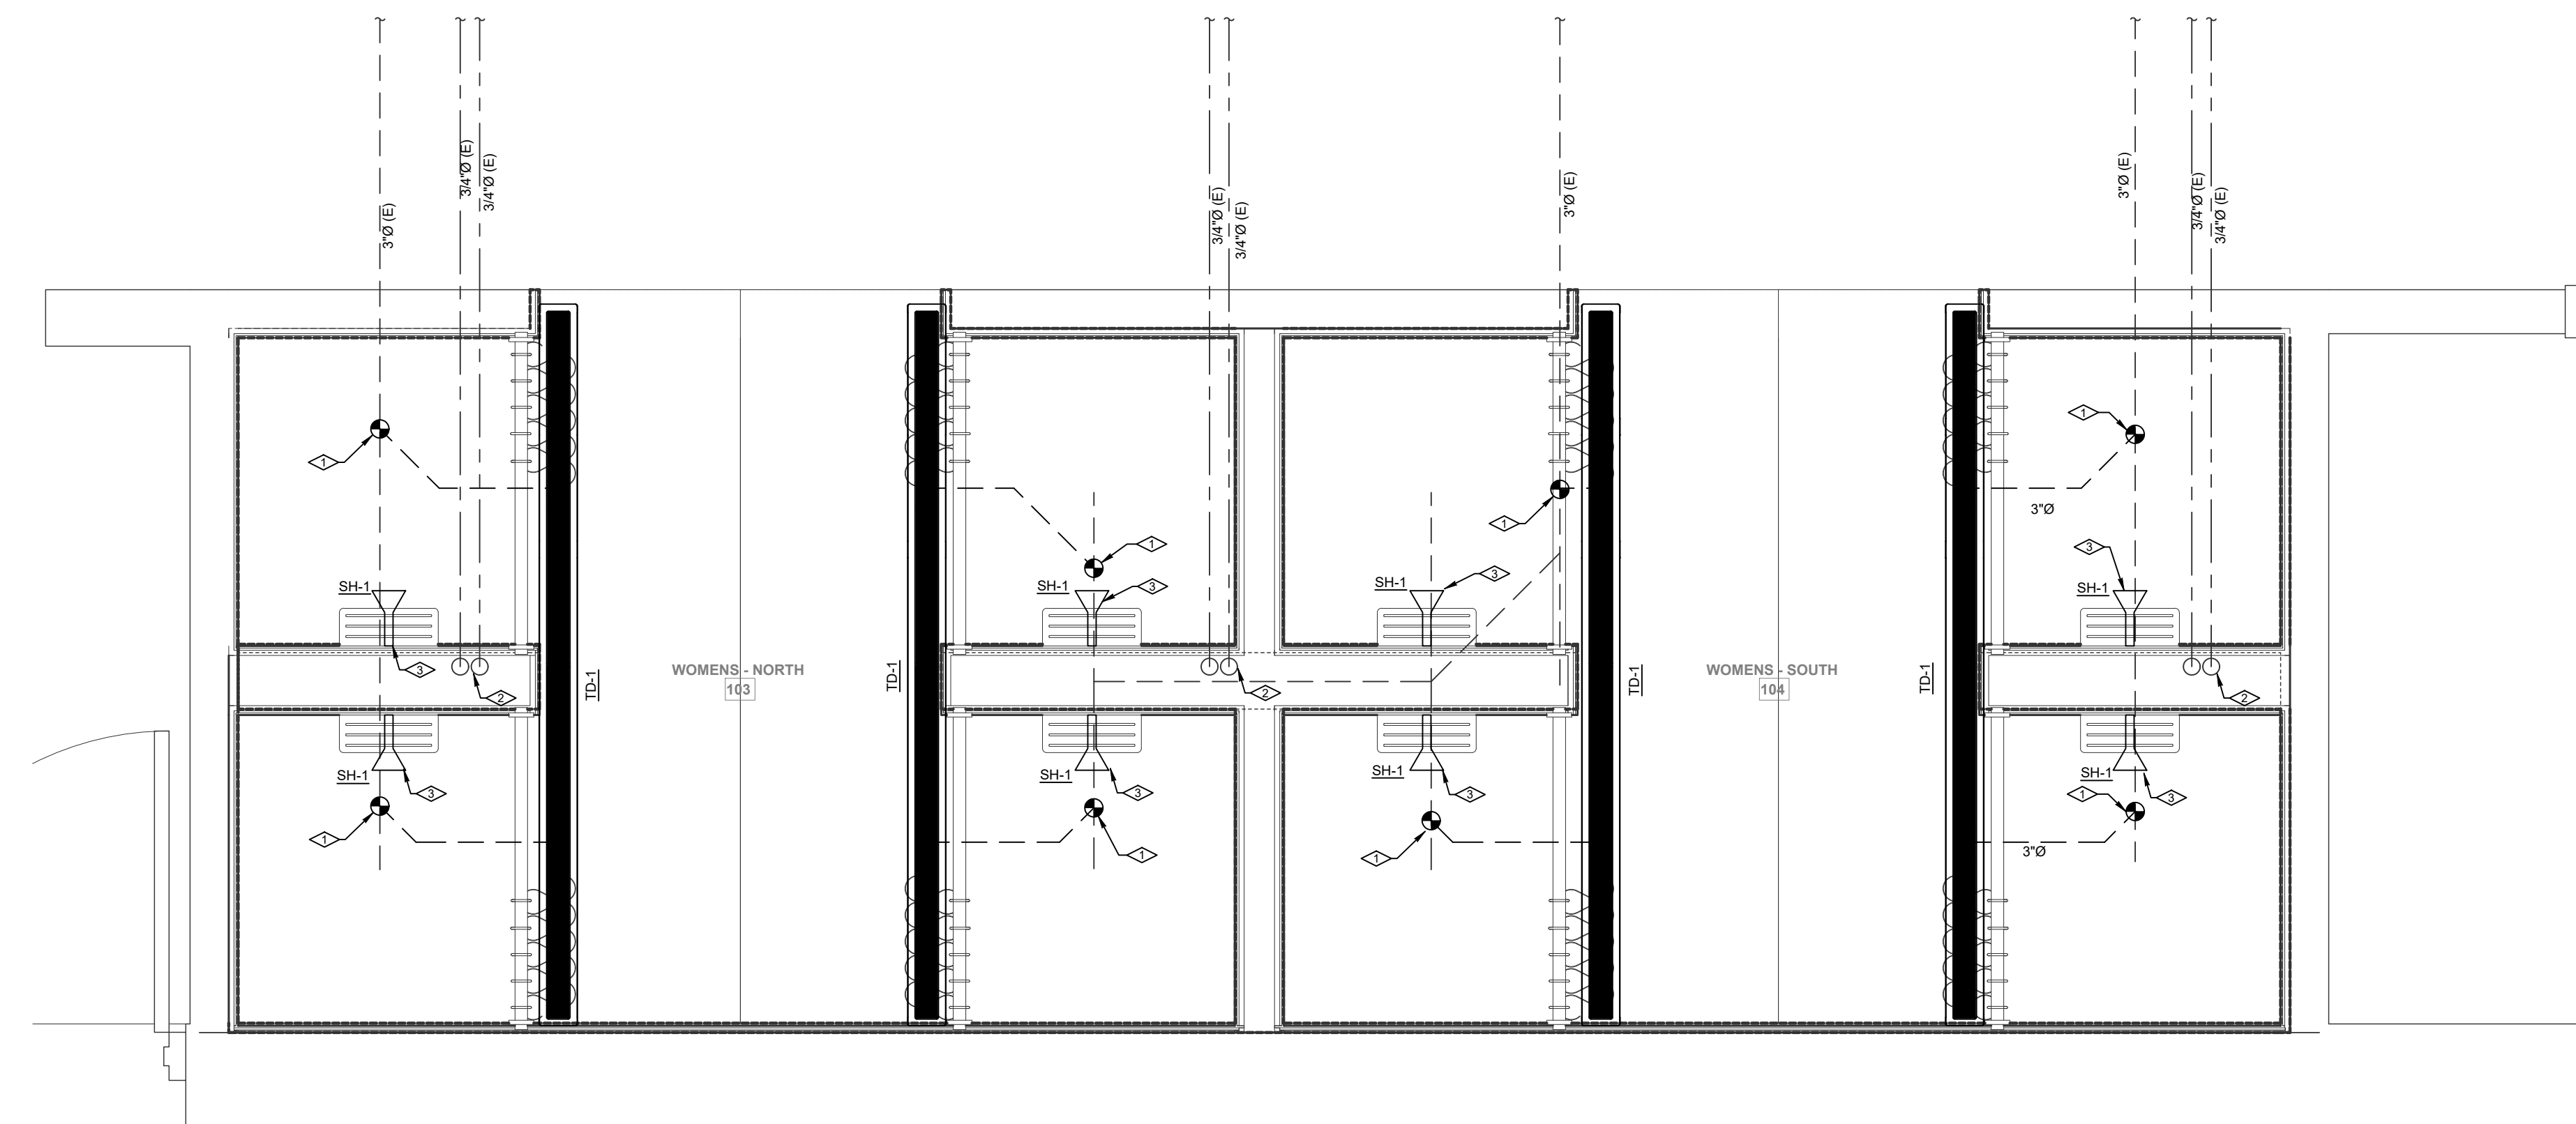 3/4"Ø (E)
3/4"Ø (E)
3"Ø (E)
3/4"Ø (E)
3/4"Ø (E)
3"Ø (E)
3"Ø (E)
3/4"Ø (E)
3/4"Ø (E)
1
1
3"Ø
1
1
3
SH-1
3
SH-1
3
SH-1
3
SH-1
3
2
TD-1
WOMENS - NORTH
103
TD-1
2
TD-1
WOMENS - SOUTH
104
TD-1
2
SH-1
3
SH-1
3
SH-1
3
SH-1
3
1
1
1
1
3"Ø